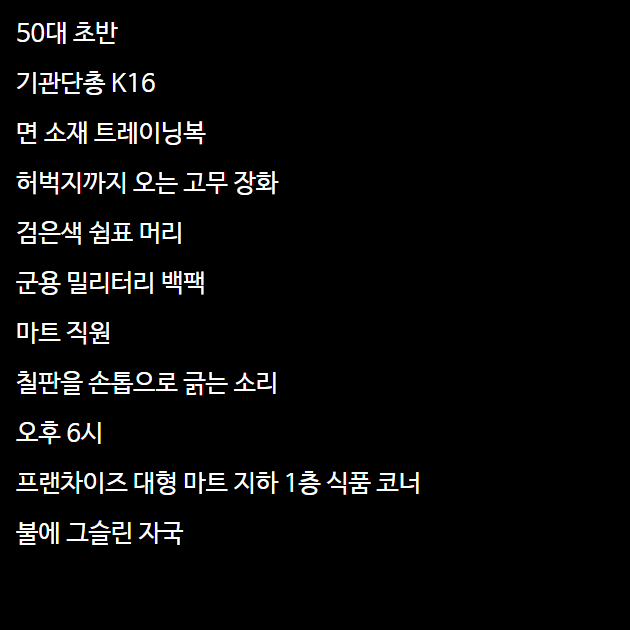 50대 초반
기관단총 K16
면 소재 트레이닝복
허벅지까지 오는 고무 장화
검은색 쉼표 머리
군용 밀리터리 백팩
마트 직원
칠판을 손톱으로 긁는 소리
오후 6시
프랜차이즈 대형 마트 지하 1층 식품 코너
불에 그슬린 자국